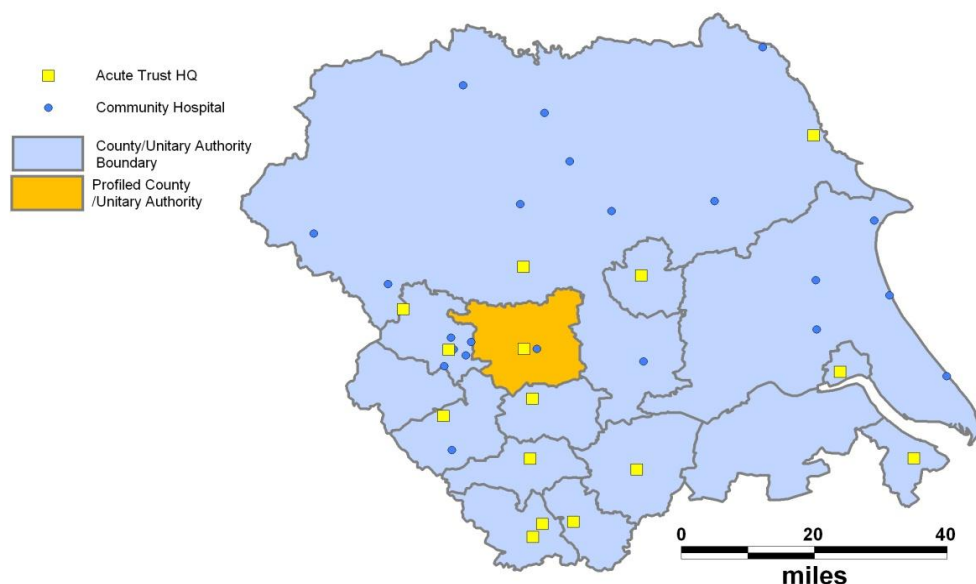 Acute Trust HQ
Community Hospital
County/Unitary Authority
Boundary
Profiled County
/Unitary Authority
0 20 40
miles